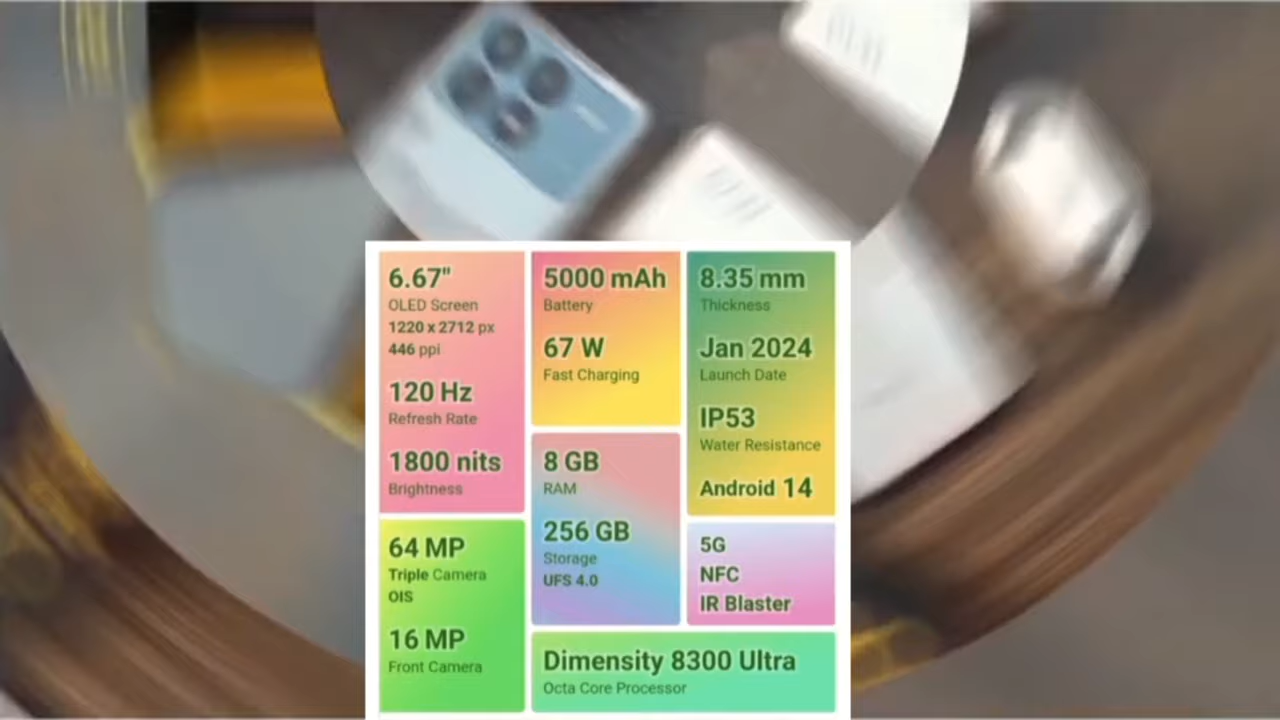 6.67"
OLED Screen
1220 x 2712 px
446 ppi
120 Hz
Refresh Rate
1800 nits
Brightness
64 MP
Triple Camera
OIS
16 MP
Front Camera
5000 mAh
Battery
67 W
Fast Charging
8 GB
RAM
256 GB
Storage
UFS 4.0
8.35 mm
Thickness
Jan 2024
Launch Date
IP53
Water Resistance
Android 14
5G
NFC
IR Blaster
Dimensity 8300 Ultra
Octa Core Processor